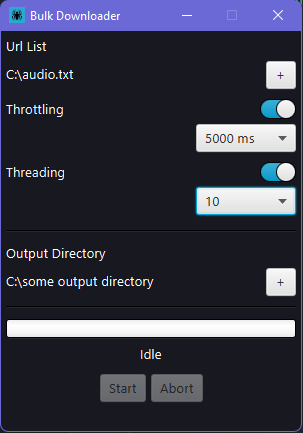 Bulk Downloader
Url List
C:\audio.txt
+
Throttling
5000 ms
Threading
10
Output Directory
C:\some output directory
+
Idle
Start Abort